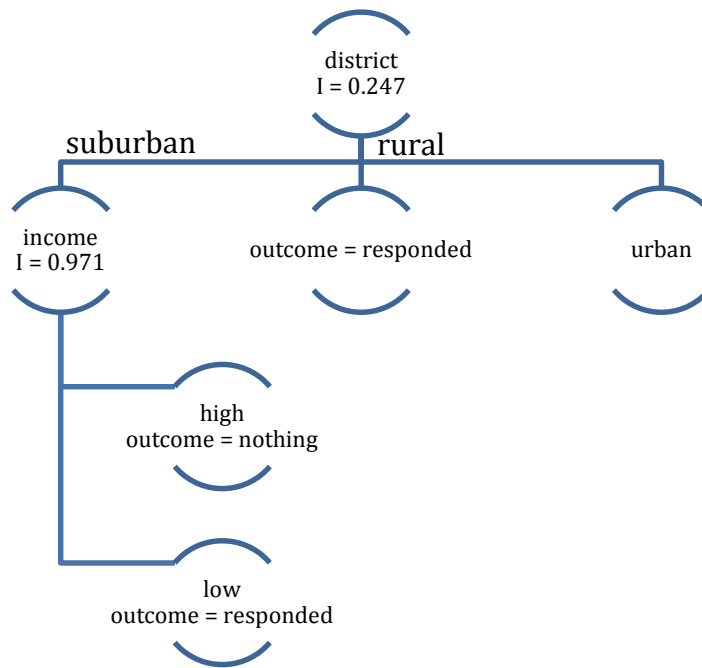 district
I = 0.247
suburban
rural
income
I = 0.971
outcome = responded
urban
high
outcome = nothing
low
outcome = responded